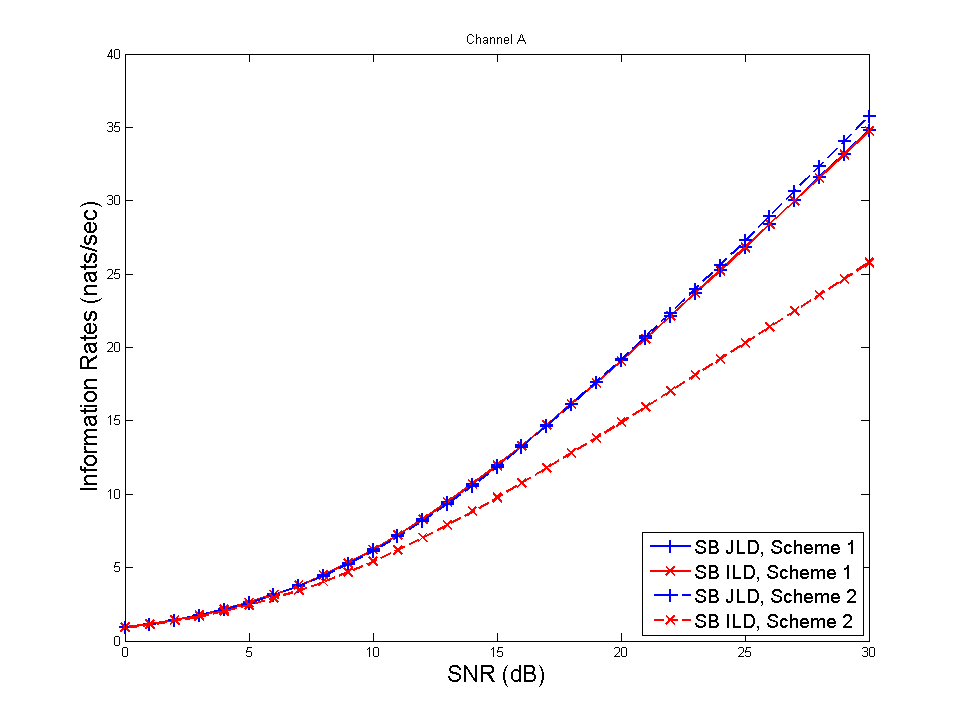 Channel A
40
35
30
25
20
15
10
5
0
Information Rates (nats/sec)
SB JLD, Scheme 1
SB ILD, Scheme 1
SB JLD, Scheme 2
SB ILD, Scheme 2
0 5 10 15 20 25 30
SNR (dB)